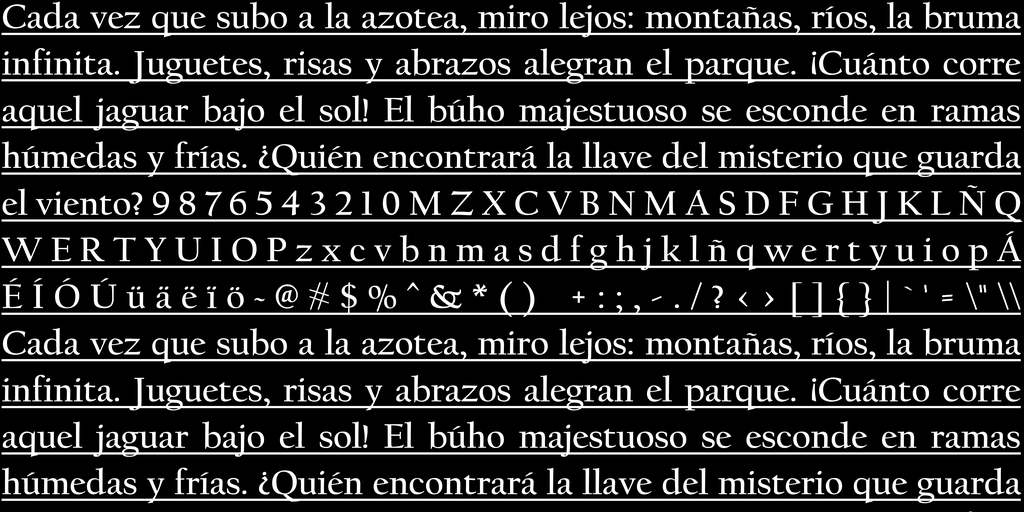 Cada vez que subo a la azotea, miro lejos: montañas, ríos, la bruma
infinita. Juguetes, risas y abrazos alegran el parque. ¡Cuánto corre
aquel jaguar bajo el sol! El búho majestuoso se esconde en ramas
húmedas y frías. ¿Quién encontrará la llave del misterio que guarda
el viento? 9 8 7 6 5 4 3 2 1 0 M Z X C V B N M A S D F G H J K L Ñ Q
W E R T Y U I O P z x c v b n m a s d f g h j k l ñ q w e r t y u i o p Á
É Í Ó Ú ü ä ë ï ö ~ @ # $ % ^ & * ( ) _ + : ; , - . / ? < > [ ] { } | ` ' = \" \\
Cada vez que subo a la azotea, miro lejos: montañas, ríos, la bruma
infinita. Juguetes, risas y abrazos alegran el parque. ¡Cuánto corre
aquel jaguar bajo el sol! El búho majestuoso se esconde en ramas
húmedas y frías. ¿Quién encontrará la llave del misterio que guarda